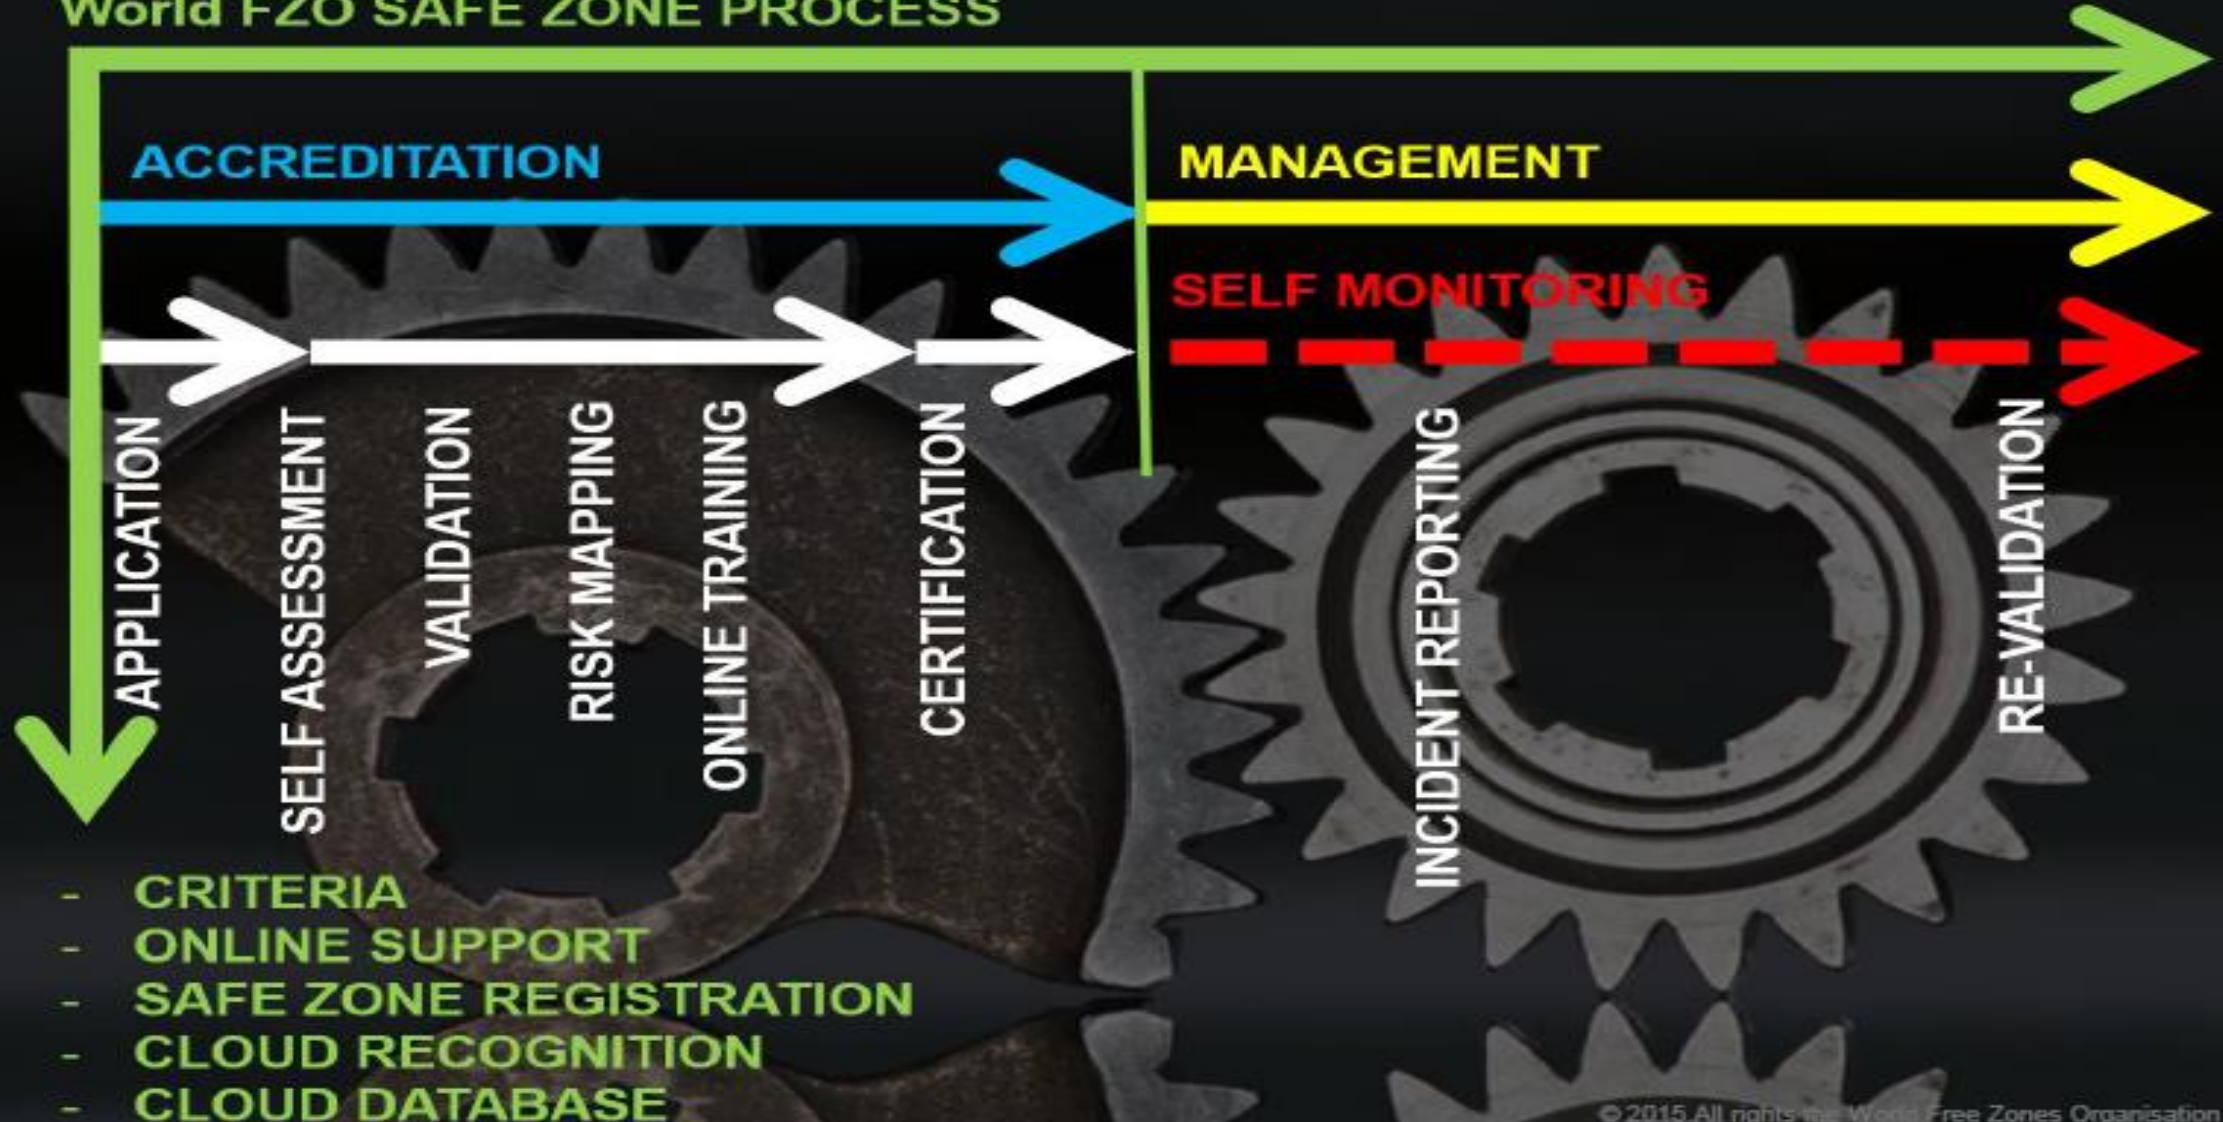 World FZO SAFE ZONE PROCESS
ACCREDITATION
MANAGEMENT
SELF MONITORING
APPLICATION
SELF ASSESSMENT
VALIDATION
RISK MAPPING
ONLINE TRAINING
CERTIFICATION
INCIDENT REPORTING
RE-VALIDATION
- CRITERIA
- ONLINE SUPPORT
- SAFE ZONE REGISTRATION
- CLOUD RECOGNITION
- CLOUD DATABASE
© 2015 All rights the World Free Zones Organisation